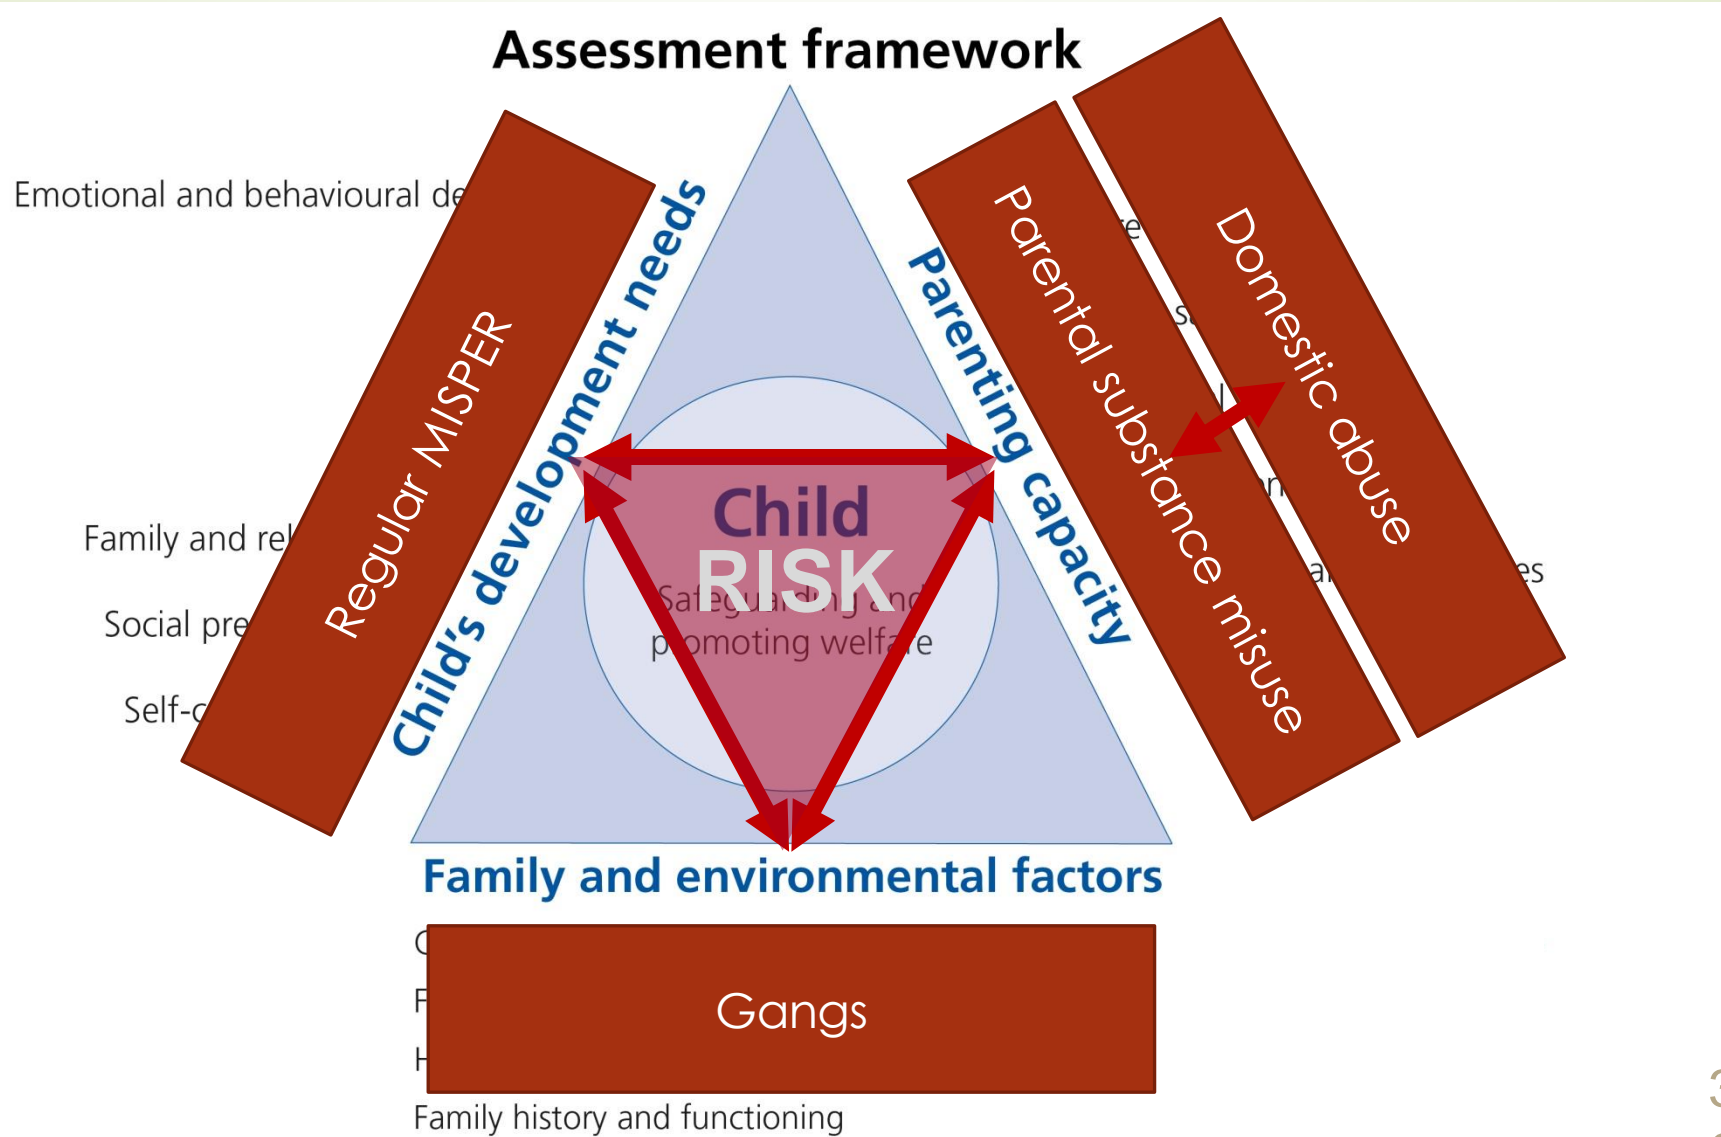 Assessment framework
Emotional and behavioural de
Family and rel
Social pre
Self-c
Regular MISPER
Child's development needs
Parenting capacity
Parental substance misuse
Domestic abuse
Child
RISK
Safeguarding and
promoting welfare
Family and environmental factors
Gangs
Family history and functioning